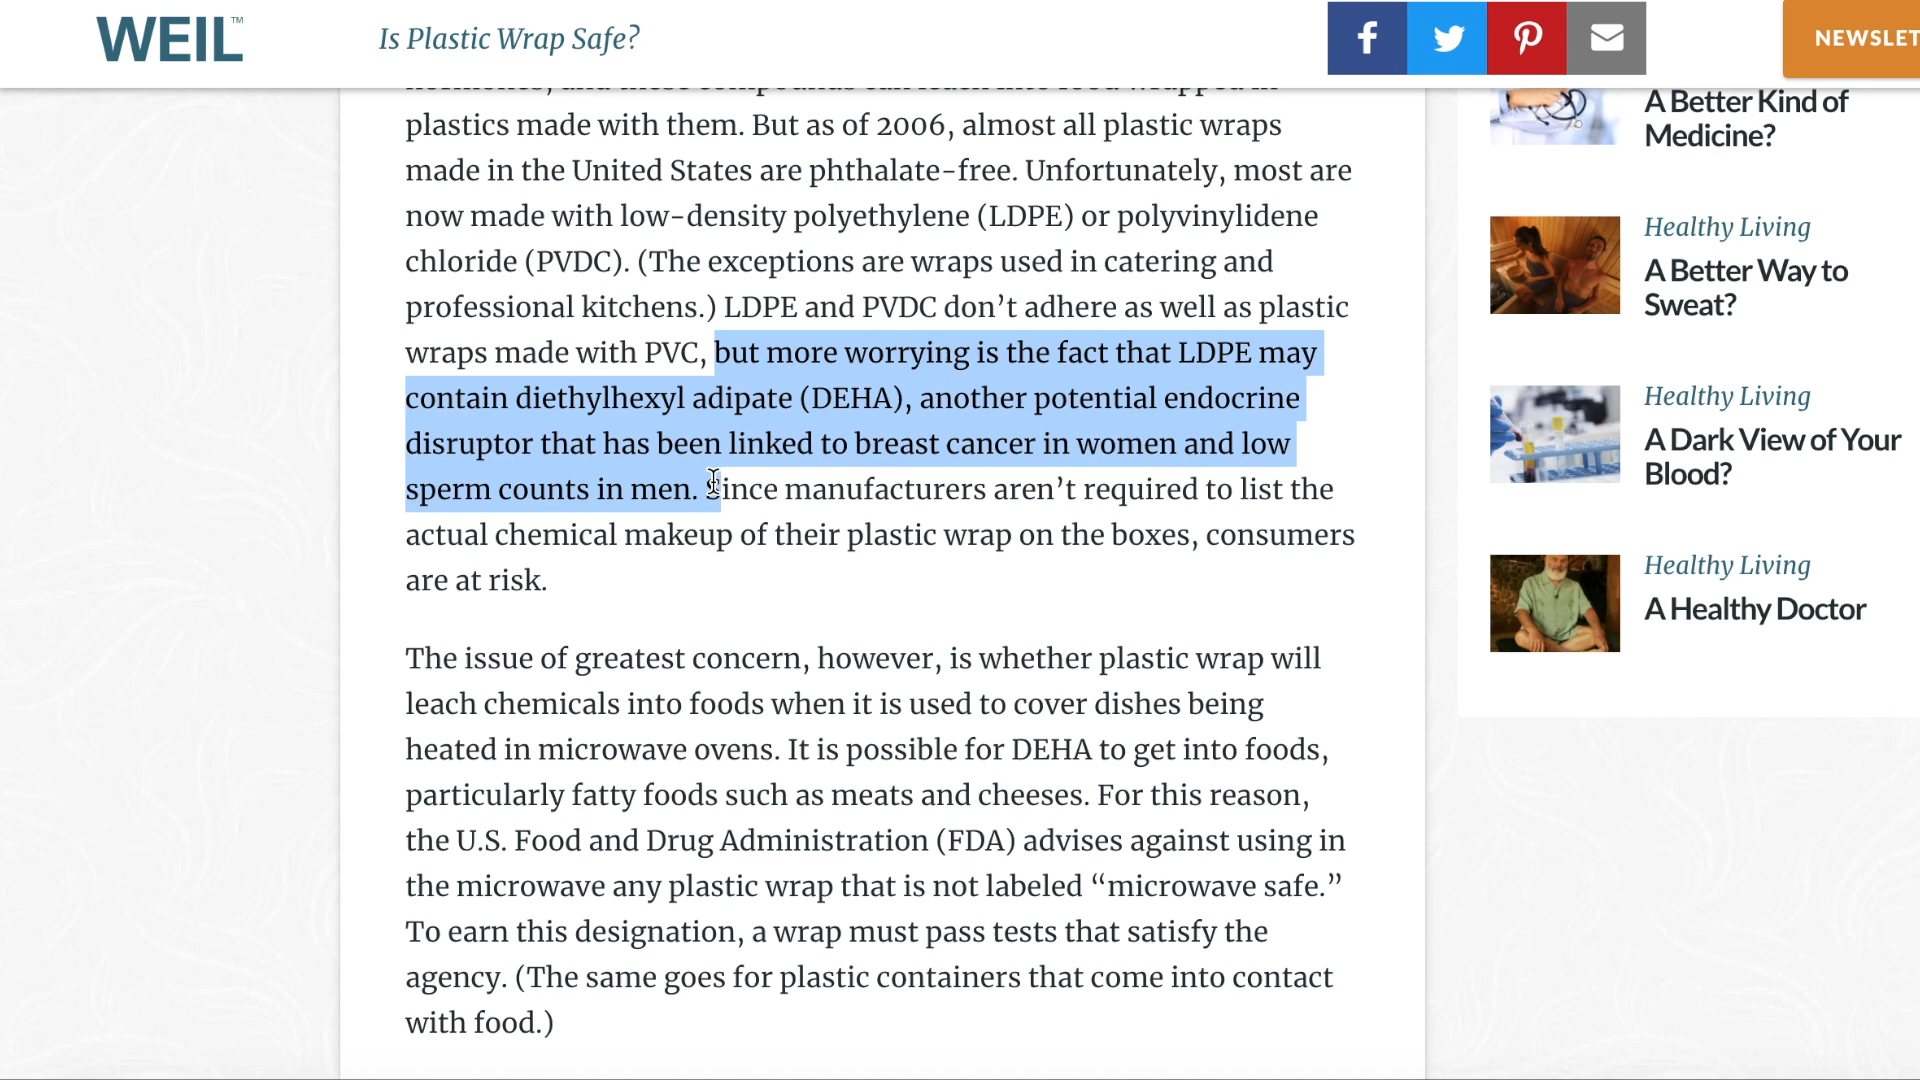 WEIL™
Is Plastic Wrap Safe?
NEWSLET
hormones, and these compounds can leach into food wrapped in
plastics made with them. But as of 2006, almost all plastic wraps
made in the United States are phthalate-free. Unfortunately, most are
now made with low-density polyethylene (LDPE) or polyvinylidene
chloride (PVDC). (The exceptions are wraps used in catering and
professional kitchens.) LDPE and PVDC don’t adhere as well as plastic
wraps made with PVC, but more worrying is the fact that LDPE may
contain diethylhexyl adipate (DEHA), another potential endocrine
disruptor that has been linked to breast cancer in women and low
sperm counts in men. Since manufacturers aren’t required to list the
actual chemical makeup of their plastic wrap on the boxes, consumers
are at risk.
The issue of greatest concern, however, is whether plastic wrap will
leach chemicals into foods when it is used to cover dishes being
heated in microwave ovens. It is possible for DEHA to get into foods,
particularly fatty foods such as meats and cheeses. For this reason,
the U.S. Food and Drug Administration (FDA) advises against using in
the microwave any plastic wrap that is not labeled “microwave safe.”
To earn this designation, a wrap must pass tests that satisfy the
agency. (The same goes for plastic containers that come into contact
with food.)
A Better Kind of
Medicine?
Healthy Living
A Better Way to
Sweat?
Healthy Living
A Dark View of Your
Blood?
Healthy Living
A Healthy Doctor